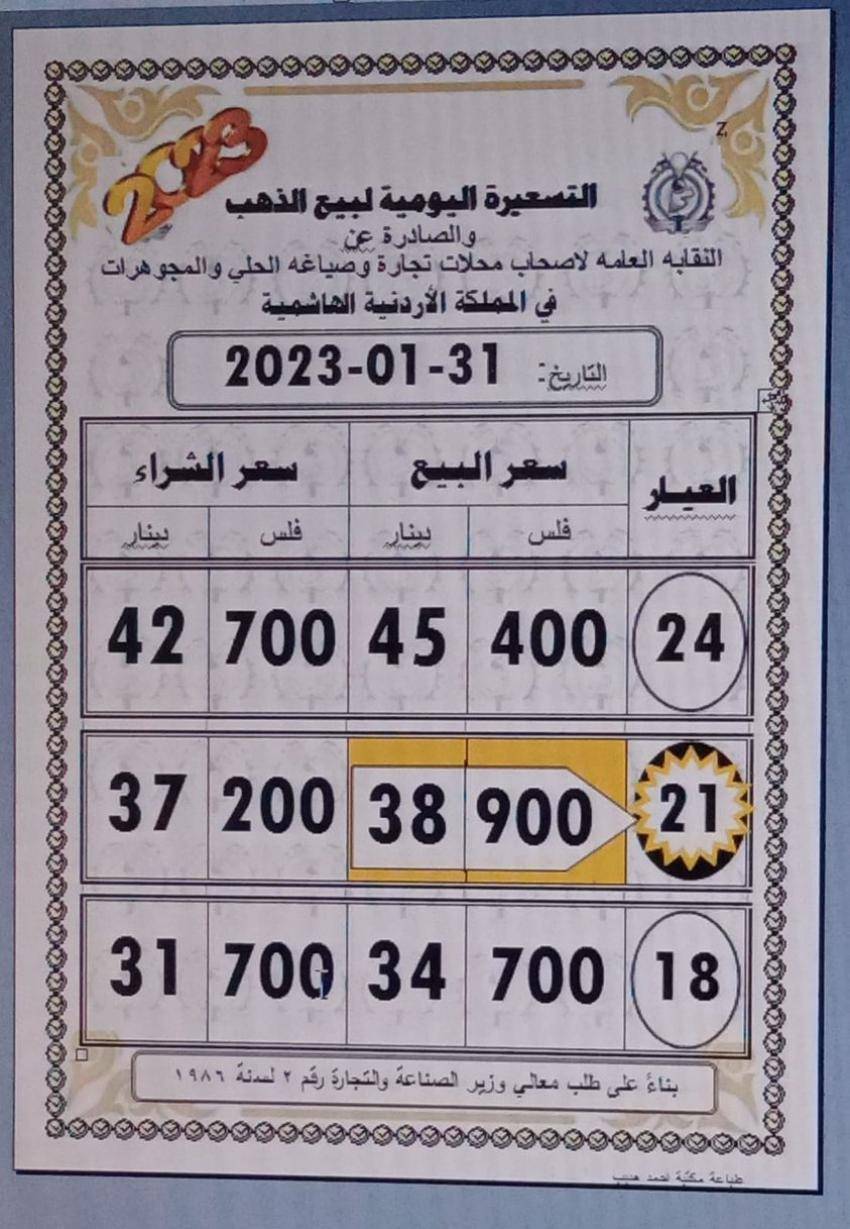 2023
التسعيرة اليومية لبيع الذهب
والصادرة عن
النقابه العامه لاصحاب محلات تجارة وصياغه الحلي والمجوهرات
في المملكة الأردنية الهاشمية
التاريخ: 2023-01-31
العيار سعر البيع سعر الشراء
فلس دينار فلس دينار
24 400 45 700 42
21 900 38 200 37
18 700 34 700 31
بناءً على طلب معالي وزير الصناعة والتجارة رقم ٢ لسنة ١٩٨٦
طباعة مكتبة احمد